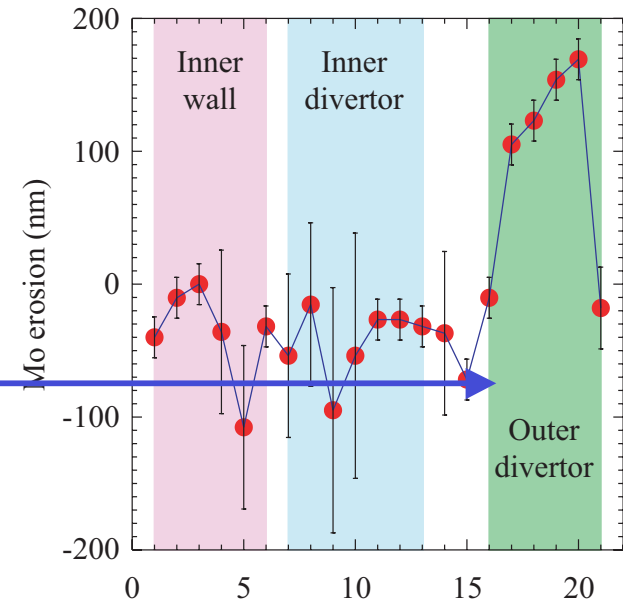 200
Inner
wall
Inner
divertor
100
Mo erosion (nm)
0
-100
Outer
divertor
-200
0
5
10
15
20